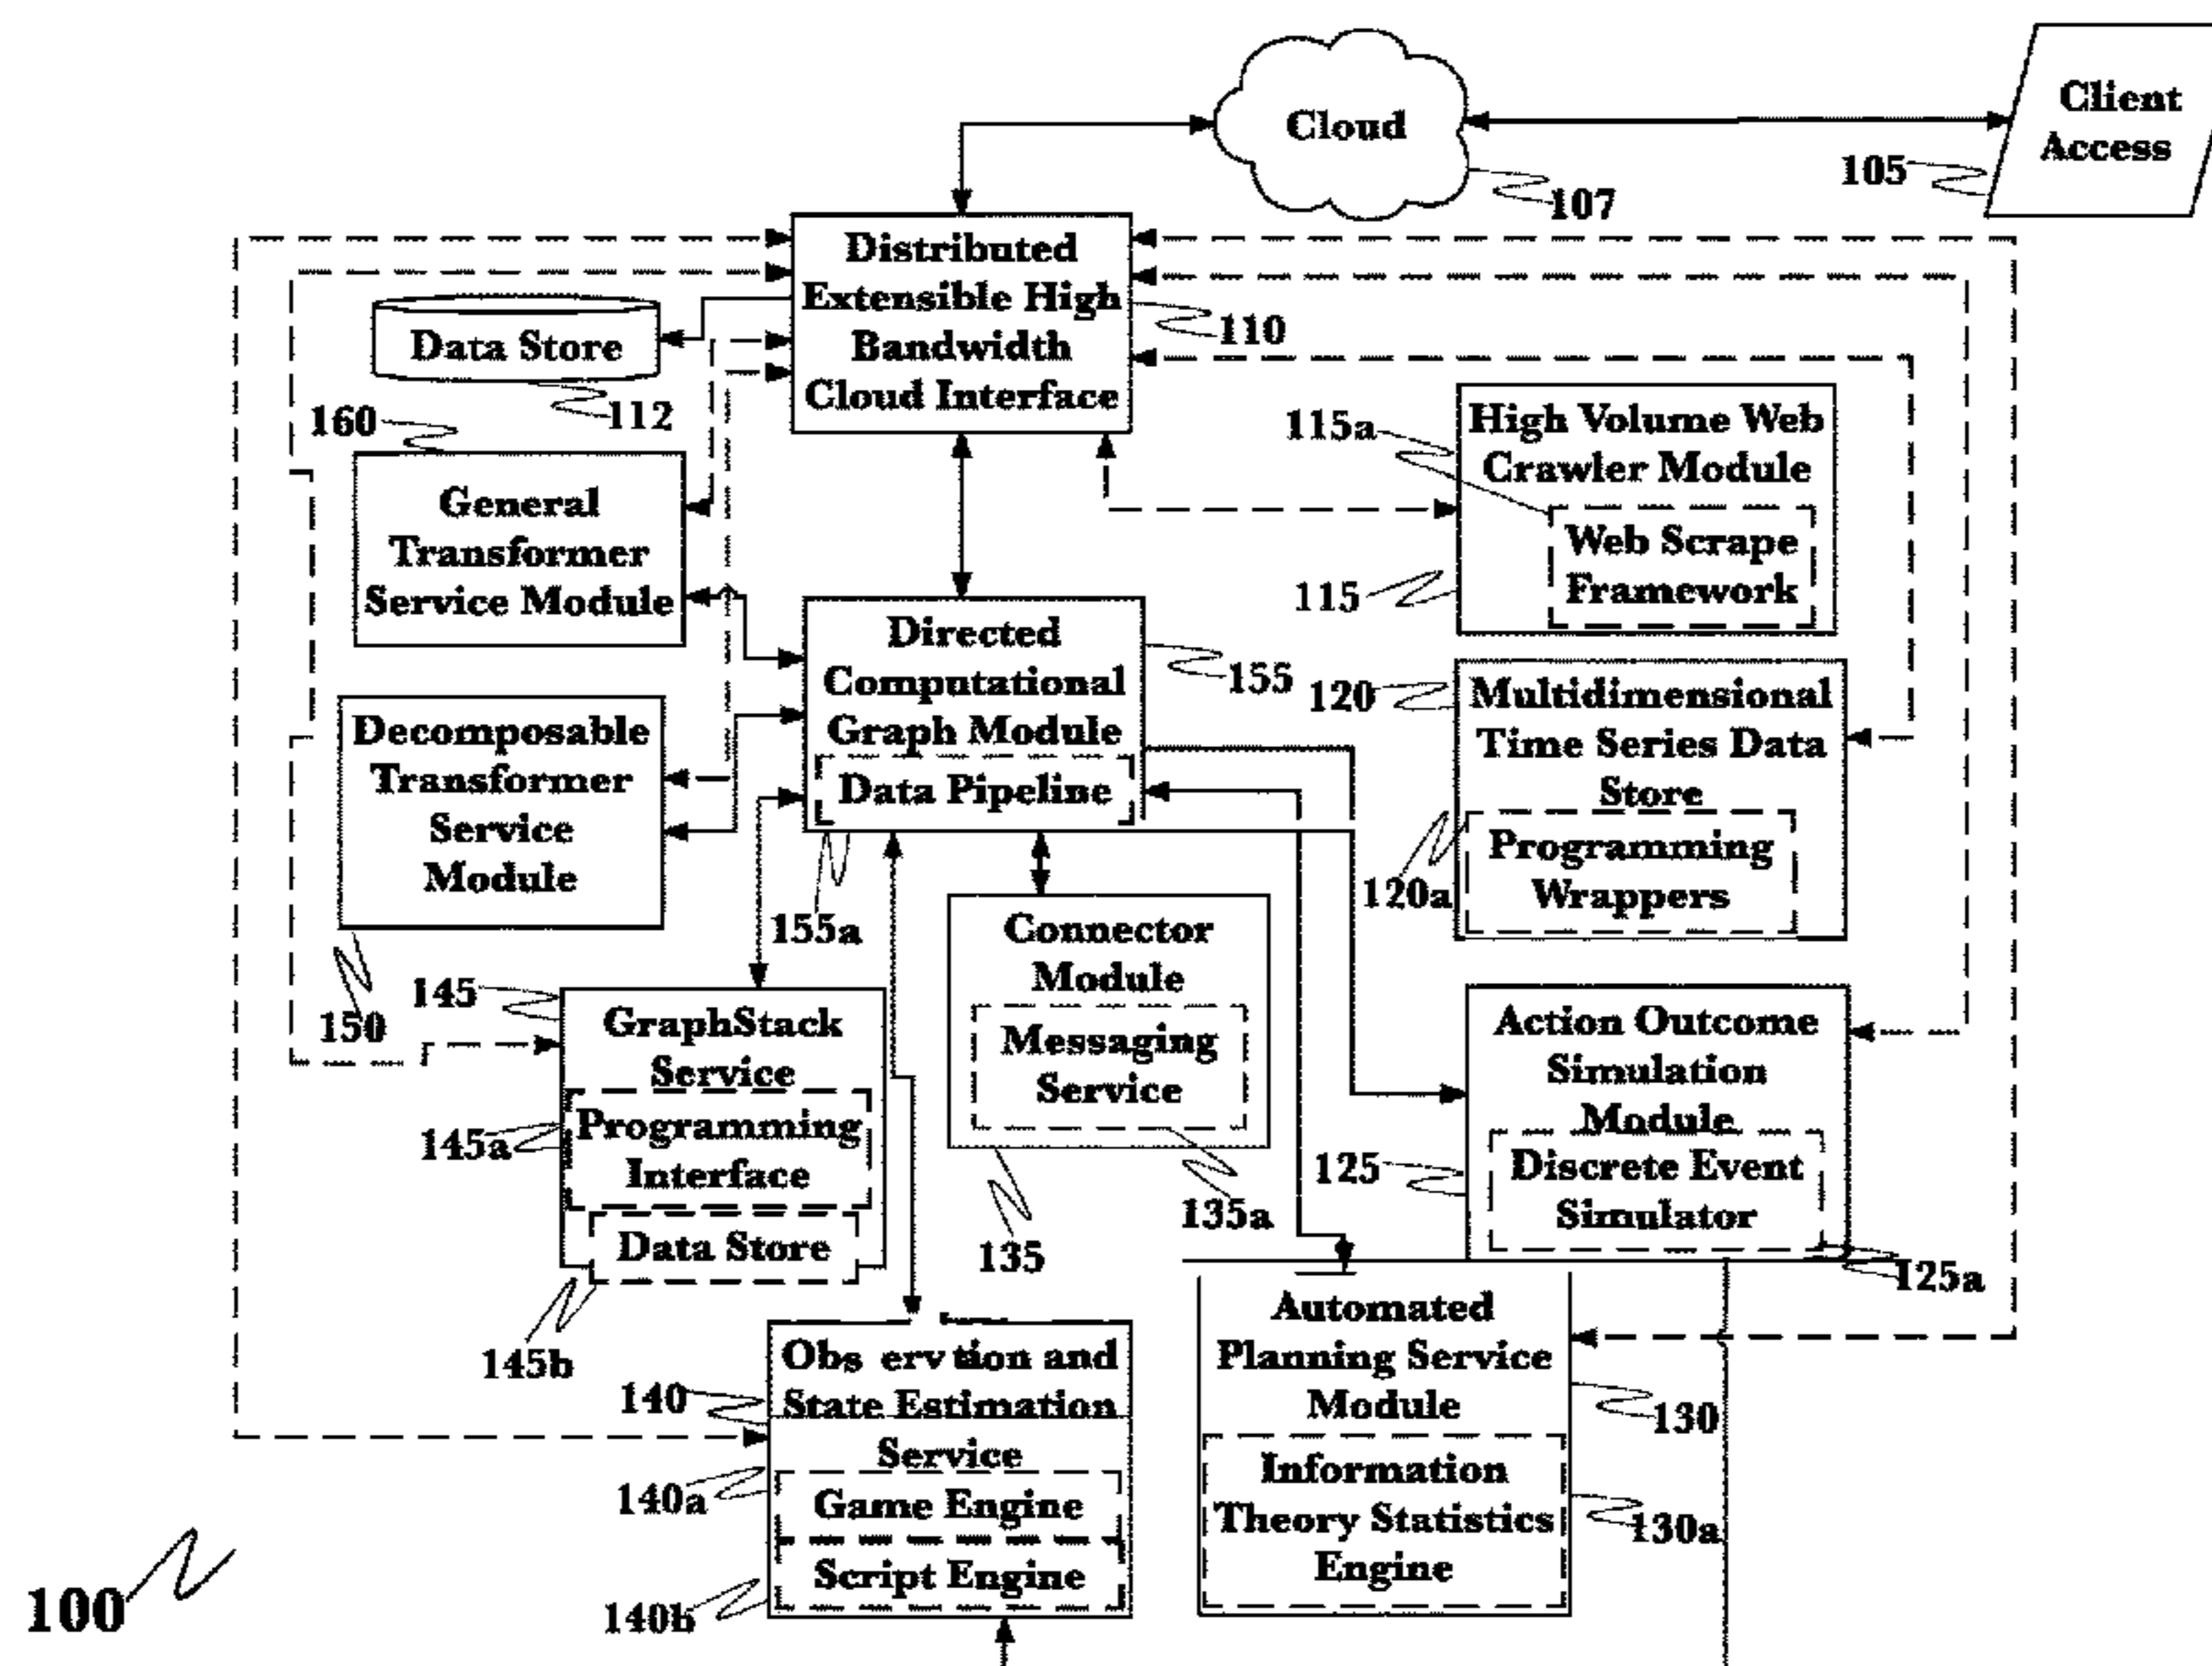 Cloud
Client
Access
105
107
Distributed
Extensible High
Bandwidth
Cloud Interface
110
Data Store
112
160
General
Transformer
Service Module
115a
High Volume Web
Crawler Module
Web Scrape
Framework
115
Directed
Computational
Graph Module
Data Pipeline
155
155a
120
Multidimensional
Time Series Data
Store
Programming
Wrappers
120a
Decomposable
Transformer
Service
Module
150
145
GraphStack
Service
Programming
Interface
145a
Data Store
145b
Connector
Module
Messaging
Service
135a
135
Action Outcome
Simulation
Module
Discrete Event
Simulator
125
125a
Obs ervation and
State Estimation
Service
140
140a
Game Engine
Script Engine
140b
Automated
Planning Service
Module
130
Information
Theory Statistics
Engine
130a
100